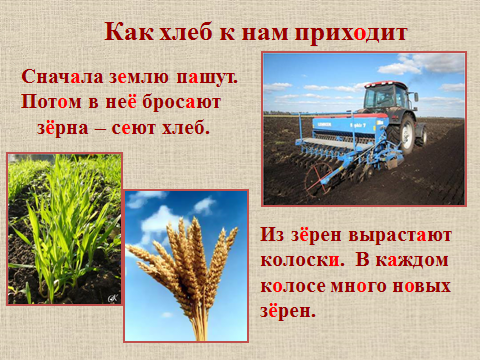 Как хлеб к нам приходит
Сначала землю пашут.
Потом в неё бросают
зёрна – сеют хлеб.
Из зёрен вырастают
колоски. В каждом
колосе много новых
зёрен.